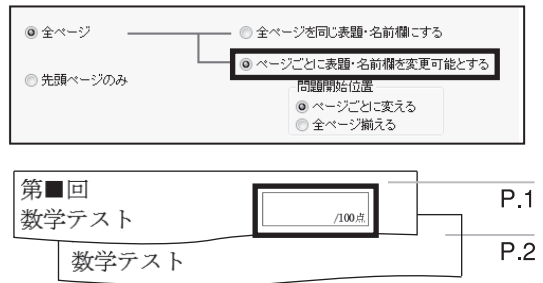 全ページ
全ページを同じ表題・名前欄にする
ページごとに表題・名前欄を変更可能とする
先頭ページのみ
問題開始位置
ページごとに変える
全ページ揃える
第■回
数学テスト
/100点
P.1
数学テスト
P.2